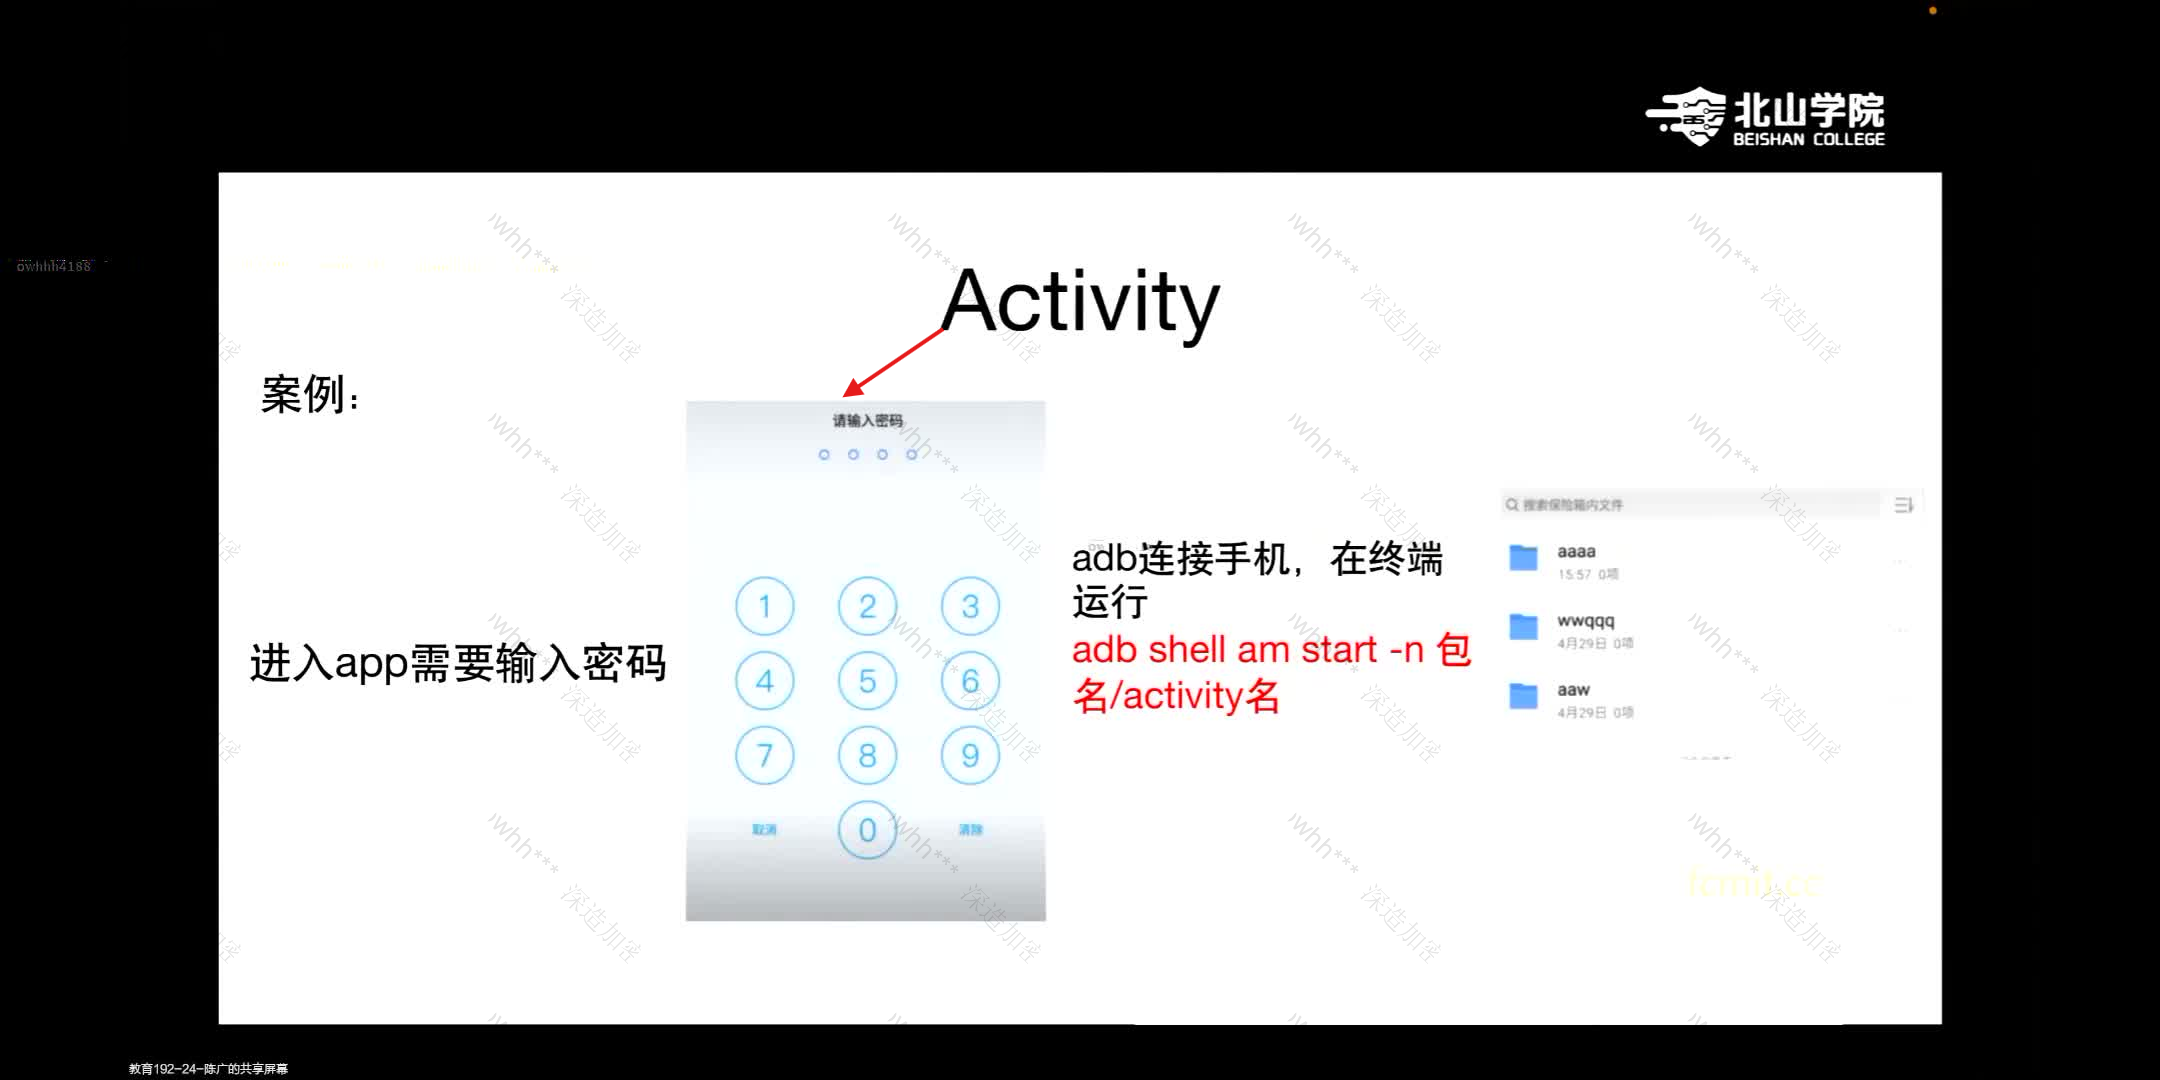 北山学院
BEISHAN COLLEGE
owhhh4188
Activity
案例：
请输入密码
进入app需要输入密码
1
2
3
4
5
6
7
8
9
取消
0
清除
adb连接手机，在终端
运行
adb shell am start -n 包
名/activity名
搜索保险箱内文件
aaaa
15:57 0项
wwqqq
4月29日 0项
aaw
4月29日 0项
fcmit.cc
whh***
深造加密
教育192-24-陈广的共享屏幕